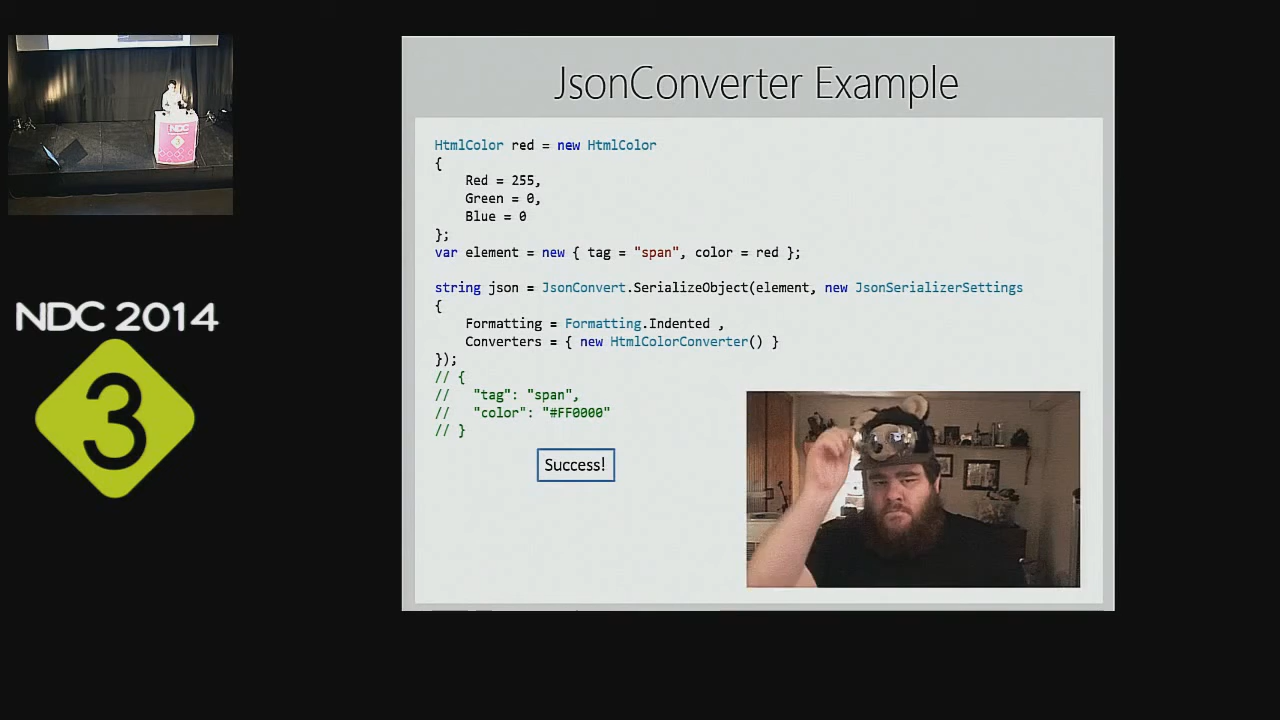 JsonConverter Example
HtmlColor red = new HtmlColor
{
Red = 255,
Green = 0,
Blue = 0
};
var element = new { tag = "span", color = red };
string json = JsonConvert.SerializeObject(element, new JsonSerializerSettings
{
Formatting = Formatting.Indented ,
Converters = { new HtmlColorConverter() }
});
// {
//   "tag": "span",
//   "color": "#FF0000"
// }
Success!
NDC
NDC 2014
3